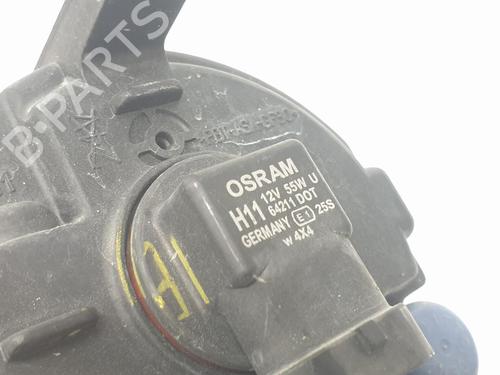 B-PARTS
OSRAM
H11 12V 55W U
64211 DOT
GERMANY E1 25S
w 4X4